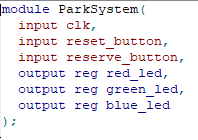 module ParkSystem(
input clk,
input reset_button,
input reserve_button,
output reg red_led,
output reg green_led,
output reg blue_led
);